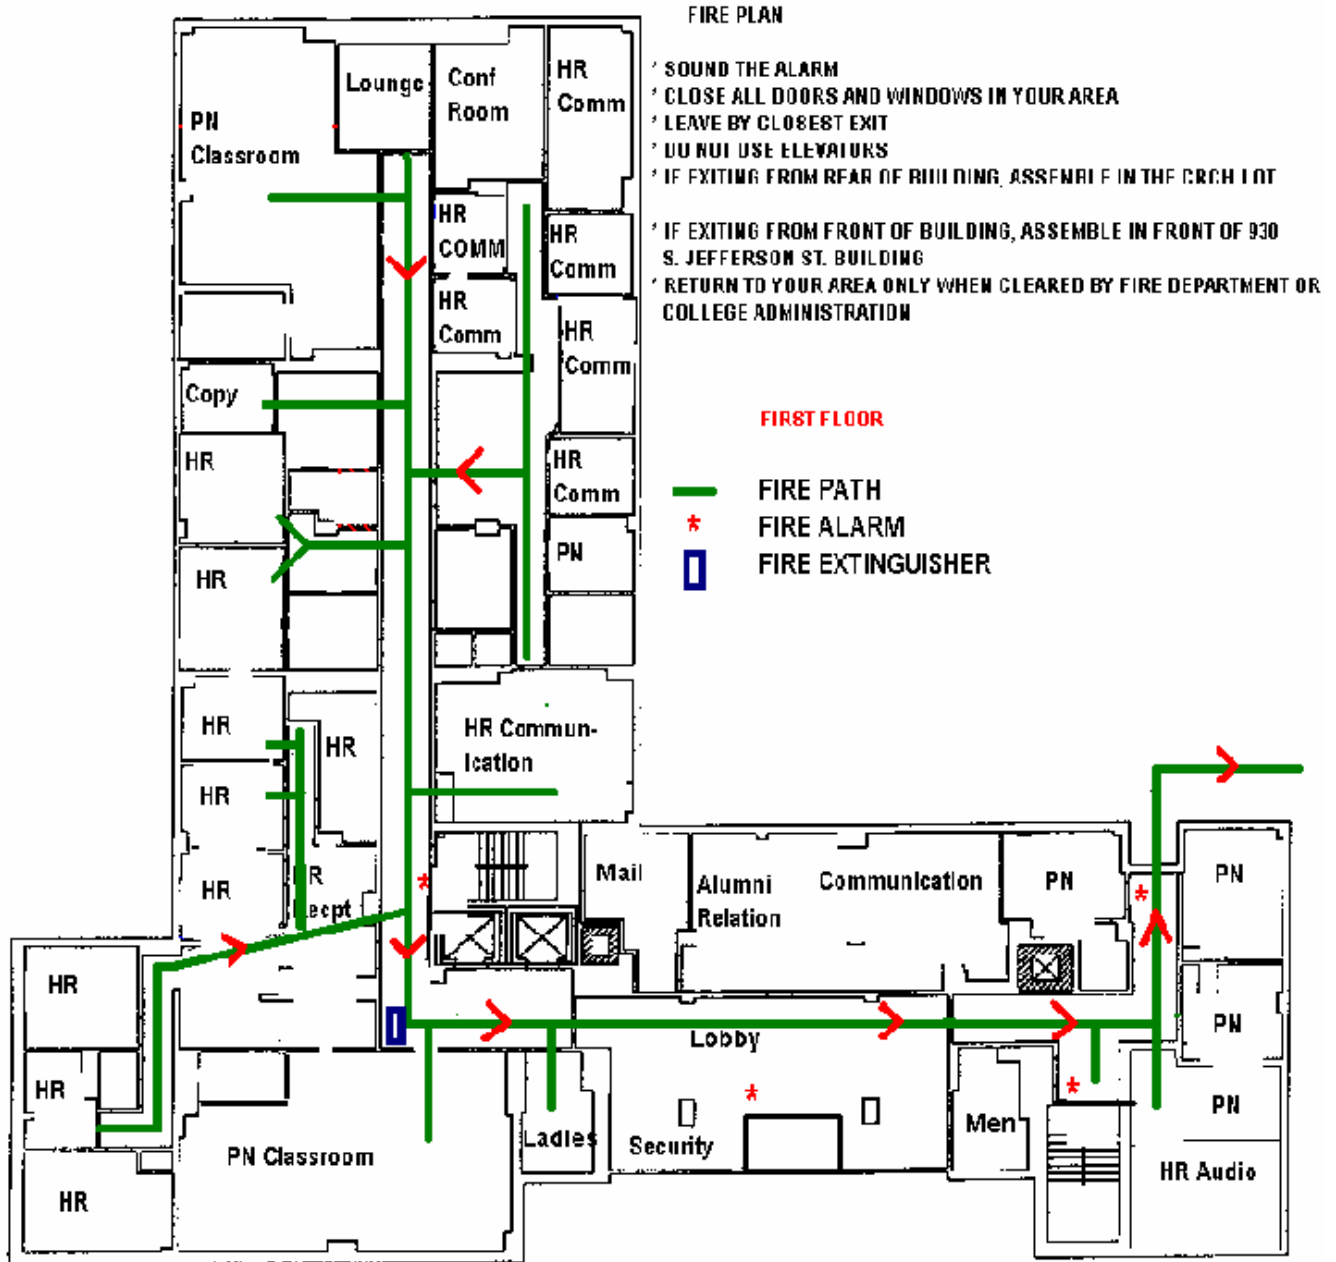 FIRE PLAN
* SOUND THE ALARM
* CLOSE ALL DOORS AND WINDOWS IN YOUR AREA
* LEAVE BY CLOSEST EXIT
* DO NOT USE ELEVATORS
* IF EXITING FROM REAR OF BUILDING, ASSEMBLE IN THE CRCH LOT
* IF EXITING FROM FRONT OF BUILDING, ASSEMBLE IN FRONT OF 930
S. JEFFERSON ST. BUILDING
* RETURN TO YOUR AREA ONLY WHEN CLEARED BY FIRE DEPARTMENT OR
COLLEGE ADMINISTRATION
FIRST FLOOR
FIRE PATH
* FIRE ALARM
FIRE EXTINGUISHER
Lounge
Conf
Room
HR
Comm
PN
Classroom
HR
COMM
HR
Comm
HR
Comm
HR
Comm
Copy
HR
HR
Comm
HR
PN
HR
HR
HR Commun-
ication
HR
HR
HR
Recpt
Mail
Alumni
Relation
Communication
PN
PN
HR
Lobby
PN
HR
PN
PN Classroom
Ladies
Security
Men
HR
HR Audio